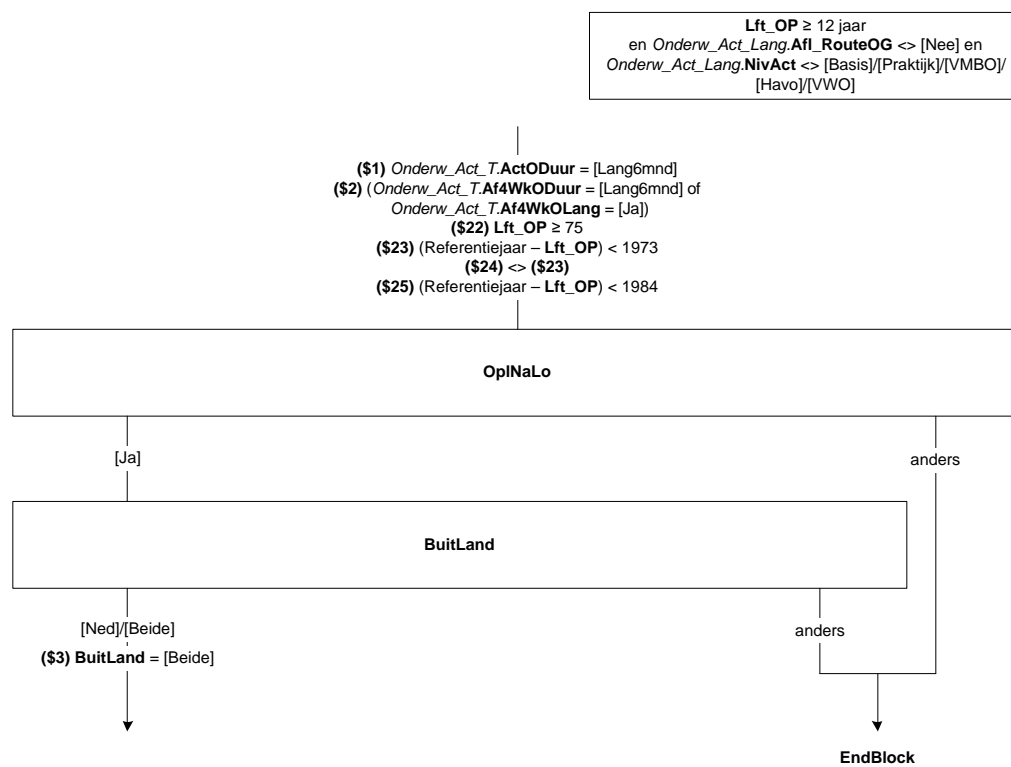 Lft_OP ≥ 12 jaar
en Onderw_Act_Lang.Afl_RouteOG <> [Nee] en
Onderw_Act_Lang.NivAct <> [Basis]/[Praktijk]/[VMBO]/
[Havo]/[VWO]
($1) Onderw_Act_T.ActODuur = [Lang6mnd]
($2) (Onderw_Act_T.Af4WkODuur = [Lang6mnd] of
Onderw_Act_T.Af4WkOLang = [Ja])
($22) Lft_OP ≥ 75
($23) (Referentiejaar – Lft_OP) < 1973
($24) <> ($23)
($25) (Referentiejaar – Lft_OP) < 1984
OplNaLo
[Ja]
anders
BuitLand
[Ned]/[Beide]
anders
($3) BuitLand = [Beide]
EndBlock